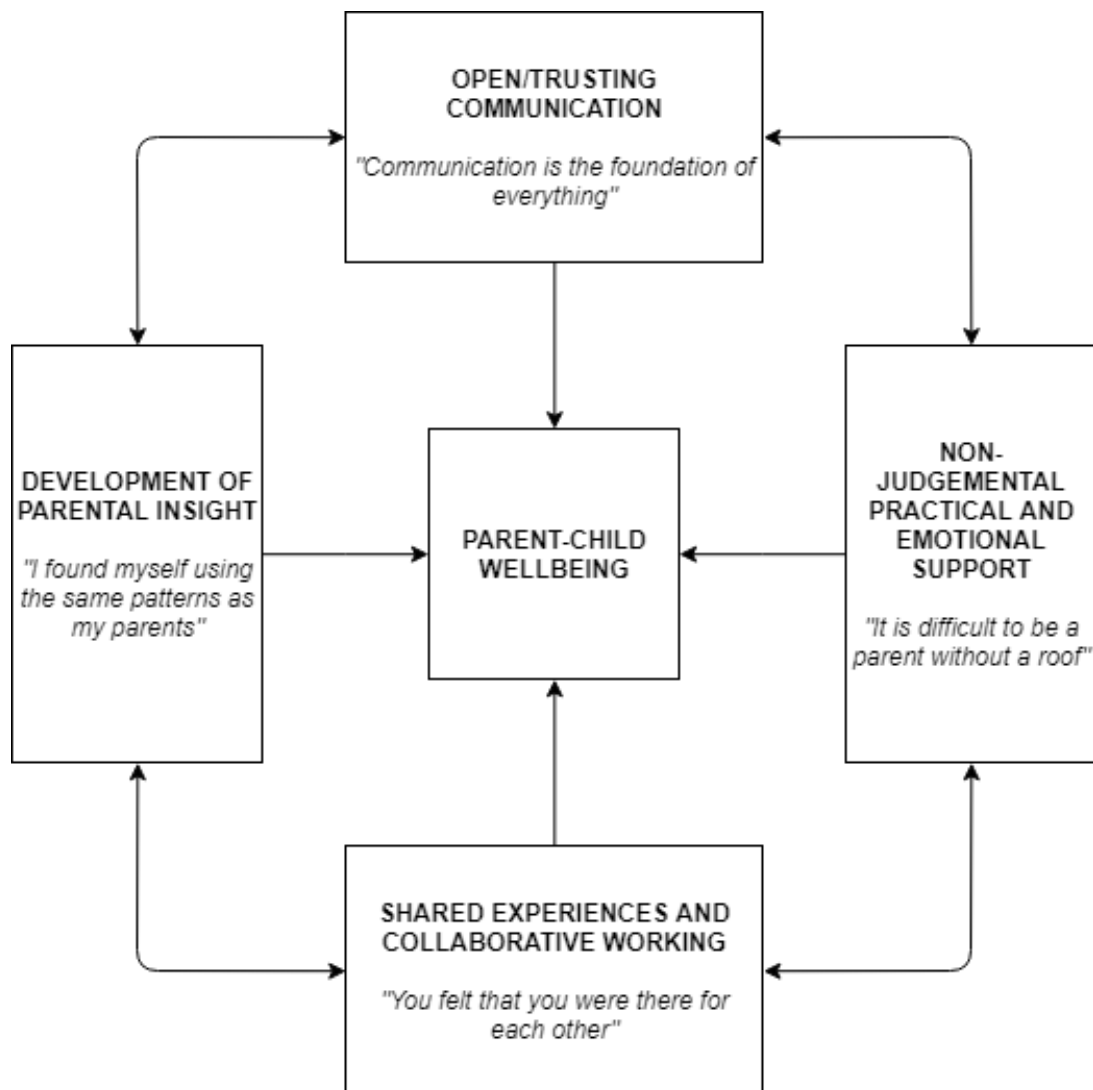 OPEN/TRUSTING
COMMUNICATION
"Communication is the foundation of
everything"
DEVELOPMENT OF
PARENTAL INSIGHT
"I found myself using
the same patterns as
my parents"
PARENT-CHILD
WELLBEING
NON-
JUDGEMENTAL
PRACTICAL AND
EMOTIONAL
SUPPORT
"It is difficult to be a
parent without a roof"
SHARED EXPERIENCES AND
COLLABORATIVE WORKING
"You felt that you were there for
each other"